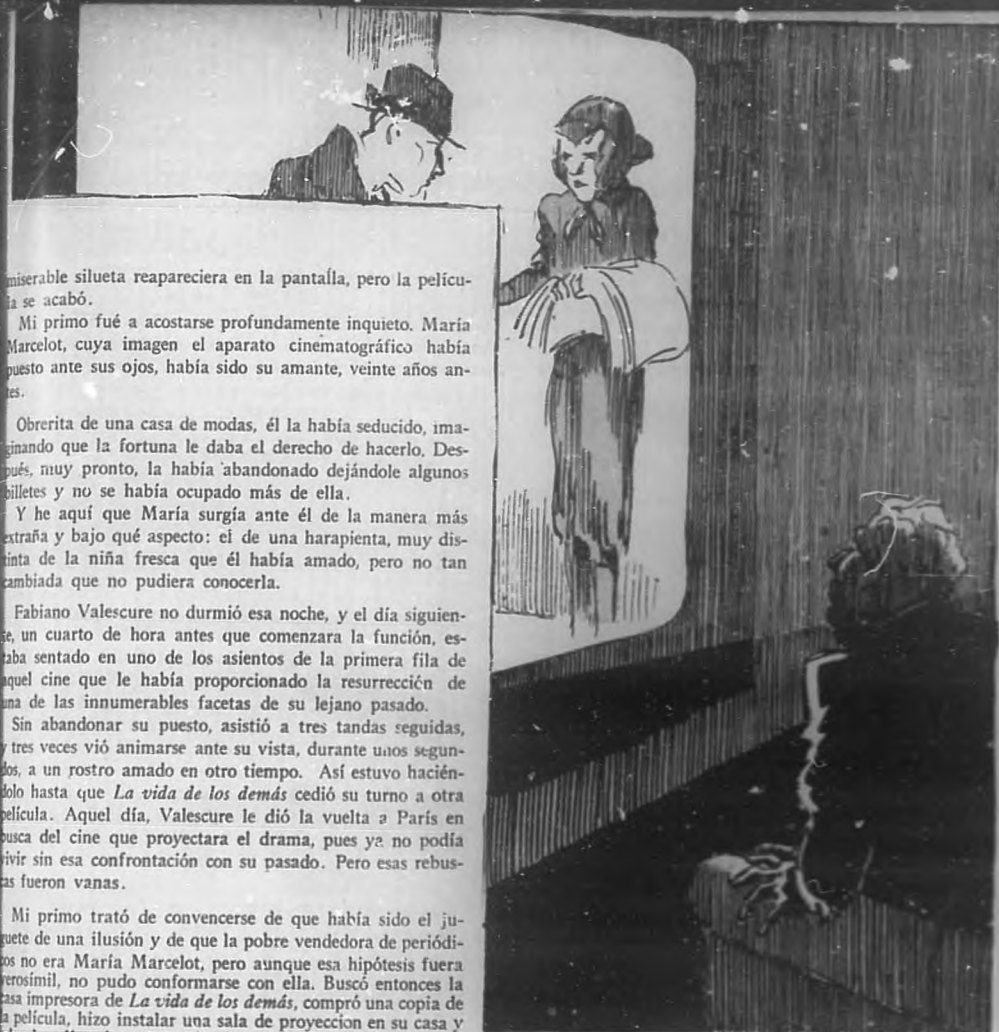 miserable silueta reapareciera en la pantalla, pero la pelícu-
la se acabó.
Mi primo fué a acostarse profundamente inquieto. María
Marcelot, cuya imagen el aparato cinematográfico había
puesto ante sus ojos, había sido su amante, veinte años an-
tes.
Obrerita de una casa de modas, él la había seducido, ima-
ginando que la fortuna le daba el derecho de hacerlo. Des-
pués, muy pronto, la había abandonado dejándole algunos
billetes y no se había ocupado más de ella.
Y he aquí que María surgía ante él de la manera más
extraña y bajo qué aspecto: el de una harapienta, muy dis-
tinta de la niña fresca que él había amado, pero no tan
cambiada que no pudiera conocerla.
Fabiano Valescure no durmió esa noche, y el día siguien-
te, un cuarto de hora antes que comenzara la función, es-
taba sentado en uno de los asientos de la primera fila de
aquel cine que le había proporcionado la resurrección de
una de las innumerables facetas de su lejano pasado.
Sin abandonar su puesto, asistió a tres tandas seguidas,
y tres veces vió animarse ante su vista, durante unos segun-
dos, a un rostro amado en otro tiempo. Así estuvo hacién-
dolo hasta que La vida de los demás cedió su turno a otra
película. Aquel día, Valescure le dió la vuelta a París en
busca del cine que proyectara el drama, pues ya no podía
vivir sin esa confrontación con su pasado. Pero esas rebus-
cas fueron vanas.
Mi primo trató de convencerse de que había sido el ju-
guete de una ilusión y de que la pobre vendedora de periódi-
cos no era María Marcelot, pero aunque esa hipótesis fuera
verosímil, no pudo conformarse con ella. Buscó entonces la
casa impresora de La vida de los demás, compró una copia de
la película, hizo instalar una sala de proyeccion en su casa y